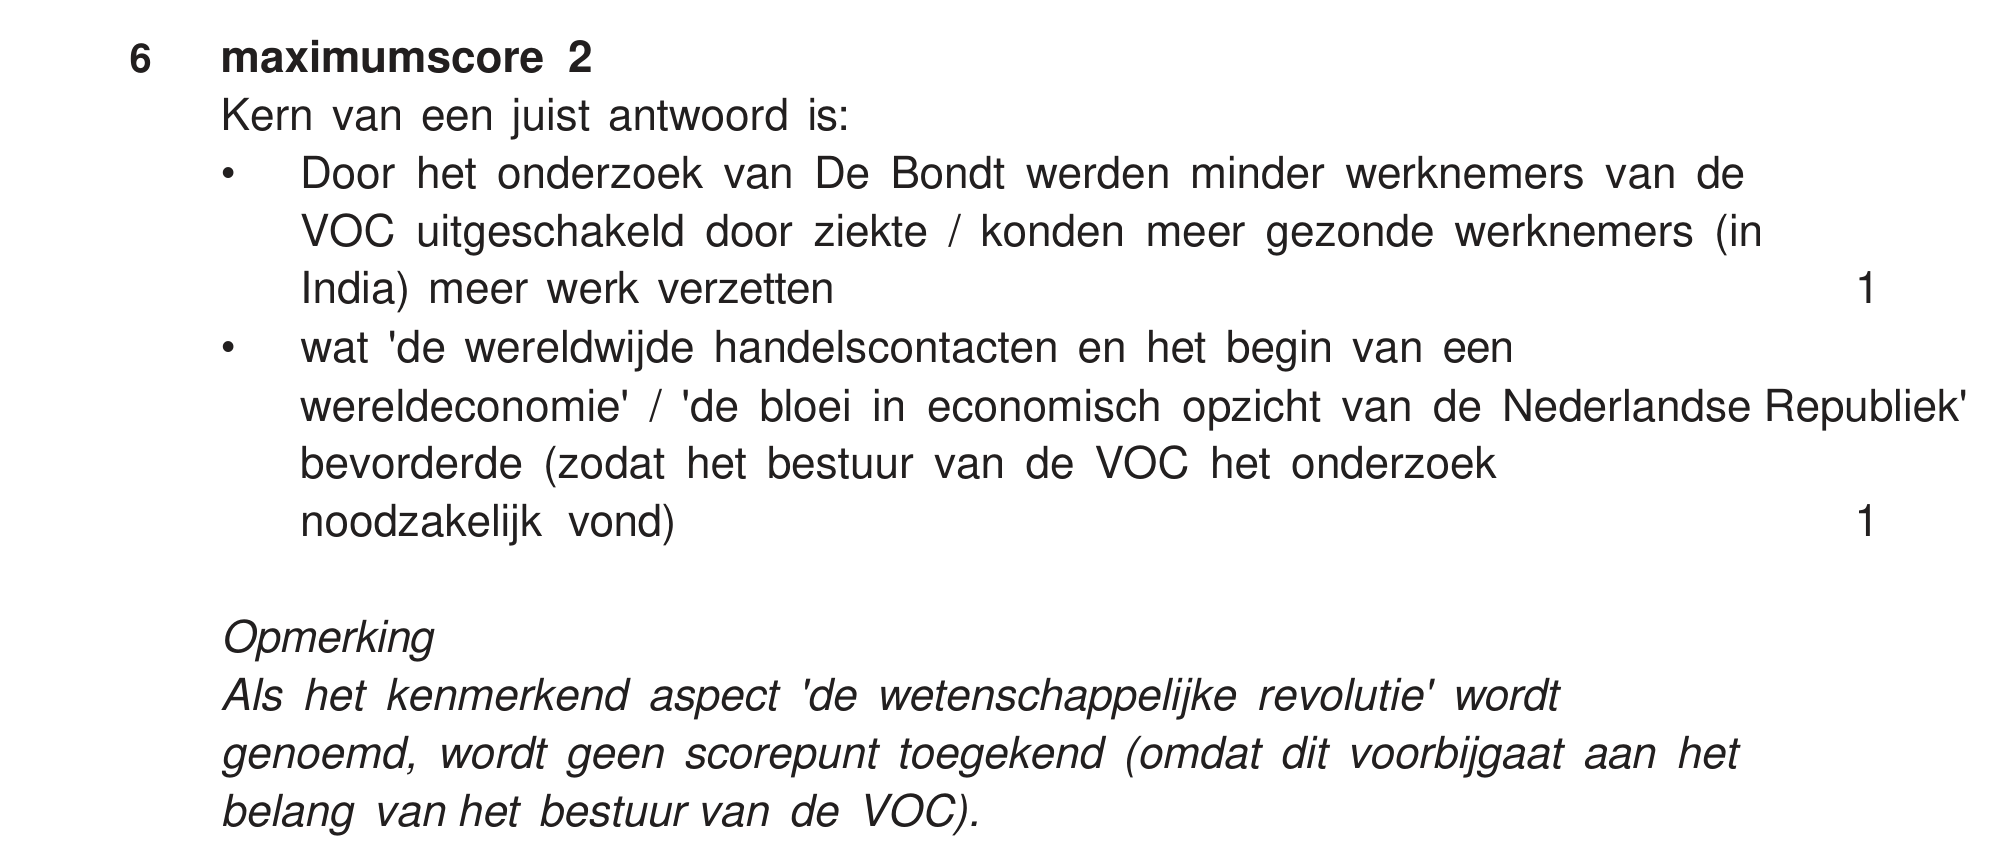 6 maximumscore 2
Kern van een juist antwoord is:
• Door het onderzoek van De Bondt werden minder werknemers van de
VOC uitgeschakeld door ziekte / konden meer gezonde werknemers (in
India) meer werk verzetten 1
• wat 'de wereldwijde handelscontacten en het begin van een
wereldeconomie' / 'de bloei in economisch opzicht van de Nederlandse Republiek'
bevorderde (zodat het bestuur van de VOC het onderzoek
noodzakelijk vond) 1
Opmerking
Als het kenmerkend aspect 'de wetenschappelijke revolutie' wordt
genoemd, wordt geen scorepunt toegekend (omdat dit voorbijgaat aan het
belang van het bestuur van de VOC).